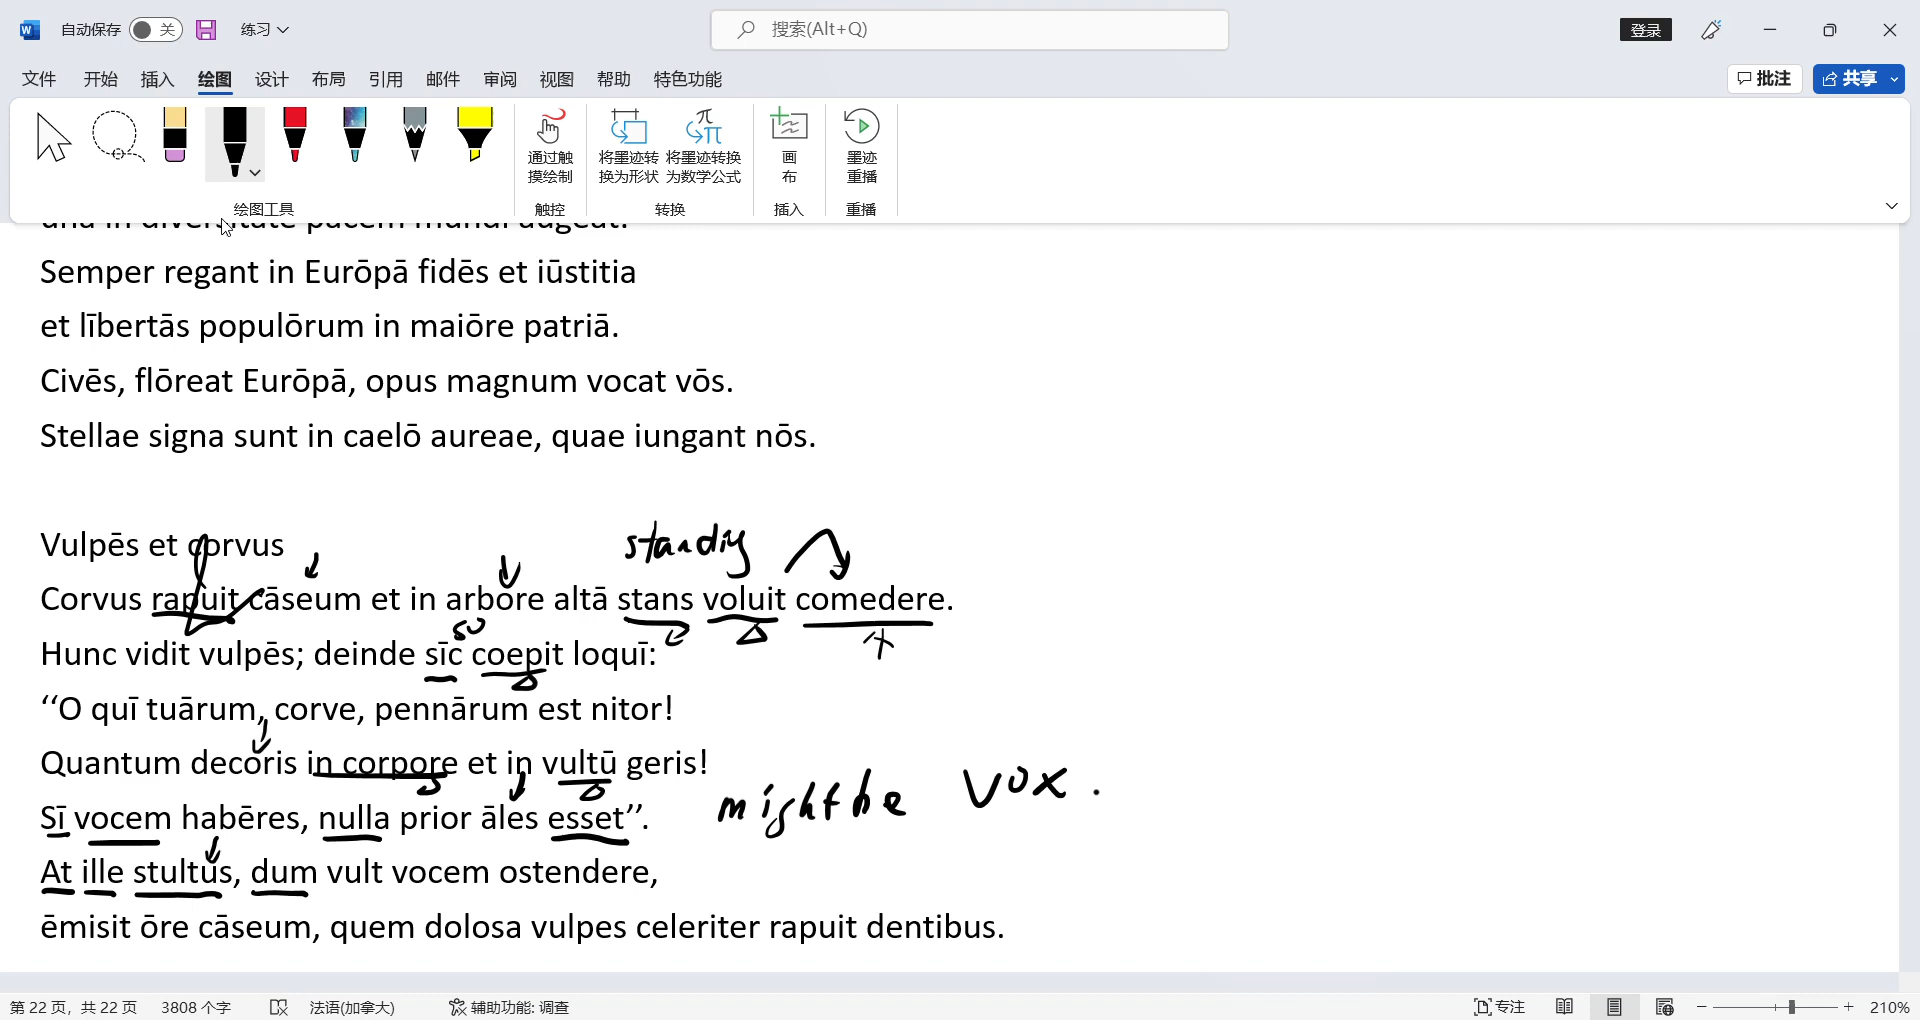 自动保存 关 练习 搜索(Alt+Q) 登录
文件 开始 插入 绘图 设计 布局 引用 邮件 审阅 视图 帮助 特色功能 批注 共享
通过触摸绘制 将墨迹转换为形状 将墨迹转换为数学公式 画布 墨迹重播
绘图工具 触控 转换 插入 重播
una in diversitate pacem mundi augeat.
Semper regant in Eurōpā fidēs et iūstitia
et lībertās populōrum in maiōre patriā.
Cīvēs, flōreat Eurōpā, opus magnum vocat vōs.
Stellae signa sunt in caelō aureae, quae iungant nōs.
Vulpēs et corvus
standing
Corvus rapuit cāseum et in arbore altā stans voluit comedere.
so
Hunc vidit vulpēs; deinde sīc coepit loquī:
‘‘O quī tuārum, corve, pennārum est nitor!
Quantum decoris in corpore et in vultū geris!
might be vox.
Sī vocem habēres, nulla prior āles esset’’.
At ille stultus, dum vult vocem ostendere,
ēmisit ōre cāseum, quem dolosa vulpes celeriter rapuit dentibus.
第 22 页，共 22 页 3808 个字 法语(加拿大) 辅助功能: 调查 专注 210%